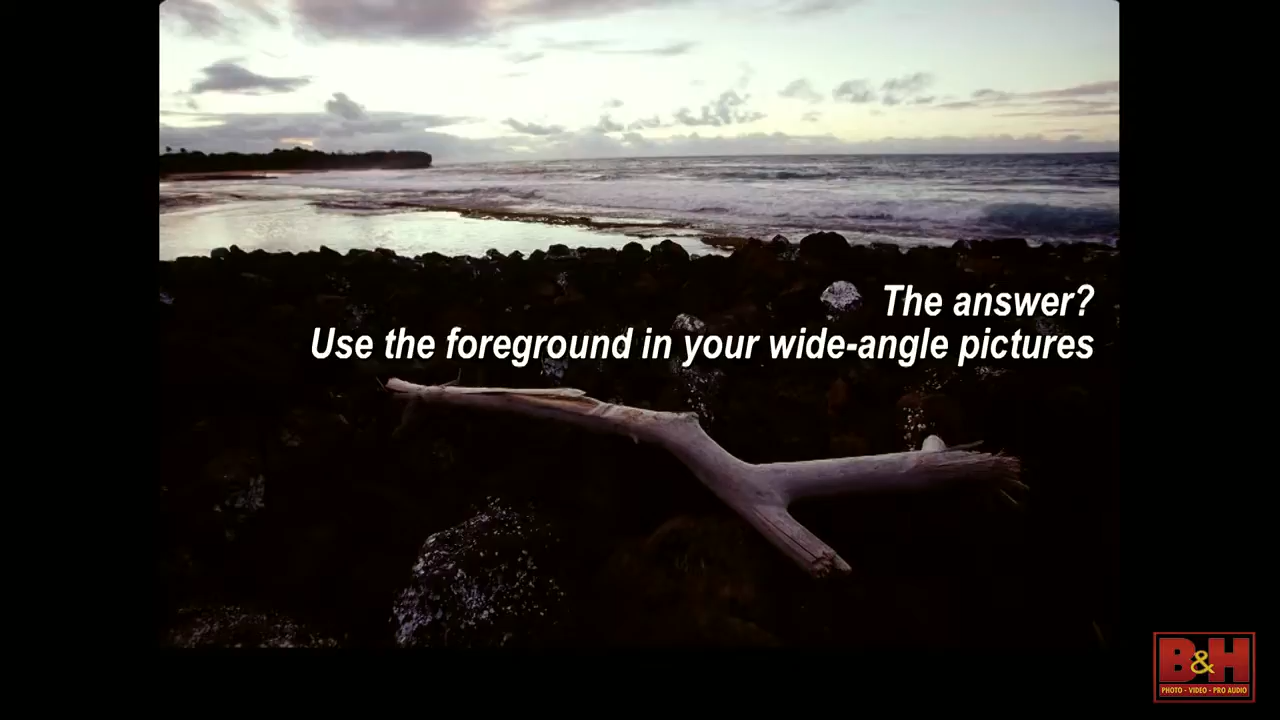 The answer?
Use the foreground in your wide-angle pictures
B&H
PHOTO - VIDEO - PRO AUDIO